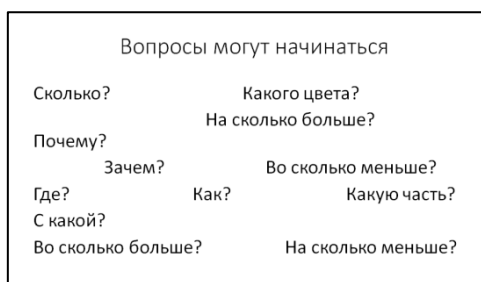 Вопросы могут начинаться
Сколько? Какого цвета?
На сколько больше?
Почему?
Зачем? Во сколько меньше?
Где? Как? Какую часть?
С какой?
Во сколько больше? На сколько меньше?